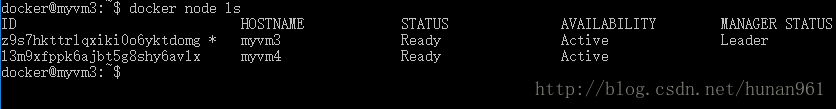 docker@myvm3:~$ docker node ls
ID HOSTNAME STATUS AVAILABILITY MANAGER STATUS
z9s7hkttrlqxiki0o6yktdomg * myvm3 Ready Active Leader
l3m9xfppk6ajbt5g8shy6avlx myvm4 Ready Active
docker@myvm3:~$
http://blog.csdn.net/hunan961